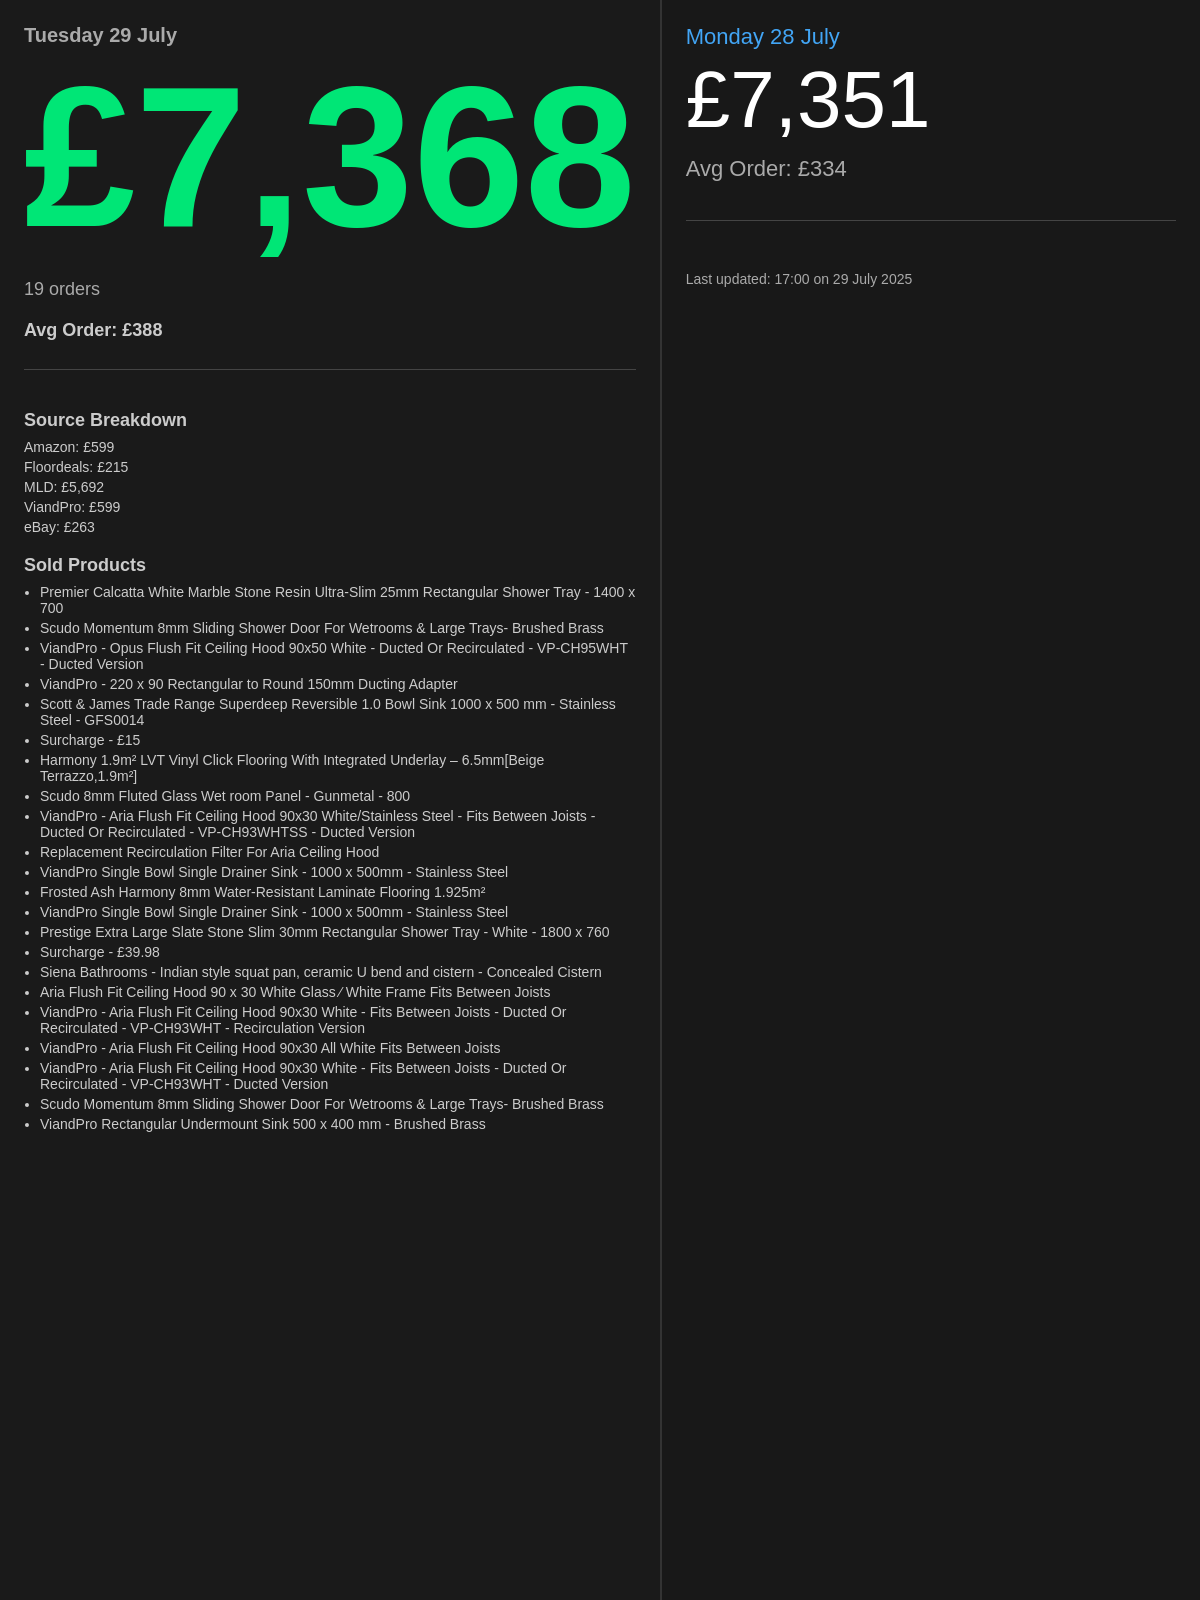 Tuesday 29 July
£7,368
19 orders
Avg Order: £388
Source Breakdown
Amazon: £599
Floordeals: £215
MLD: £5,692
ViandPro: £599
eBay: £263
Sold Products
• Premier Calcatta White Marble Stone Resin Ultra-Slim 25mm Rectangular Shower Tray - 1400 x
700
• Scudo Momentum 8mm Sliding Shower Door For Wetrooms & Large Trays- Brushed Brass
• ViandPro - Opus Flush Fit Ceiling Hood 90x50 White - Ducted Or Recirculated - VP-CH95WHT
- Ducted Version
• ViandPro - 220 x 90 Rectangular to Round 150mm Ducting Adapter
• Scott & James Trade Range Superdeep Reversible 1.0 Bowl Sink 1000 x 500 mm - Stainless
Steel - GFS0014
• Surcharge - £15
• Harmony 1.9m² LVT Vinyl Click Flooring With Integrated Underlay – 6.5mm[Beige
Terrazzo,1.9m²]
• Scudo 8mm Fluted Glass Wet room Panel - Gunmetal - 800
• ViandPro - Aria Flush Fit Ceiling Hood 90x30 White/Stainless Steel - Fits Between Joists -
Ducted Or Recirculated - VP-CH93WHTSS - Ducted Version
• Replacement Recirculation Filter For Aria Ceiling Hood
• ViandPro Single Bowl Single Drainer Sink - 1000 x 500mm - Stainless Steel
• Frosted Ash Harmony 8mm Water-Resistant Laminate Flooring 1.925m²
• ViandPro Single Bowl Single Drainer Sink - 1000 x 500mm - Stainless Steel
• Prestige Extra Large Slate Stone Slim 30mm Rectangular Shower Tray - White - 1800 x 760
• Surcharge - £39.98
• Siena Bathrooms - Indian style squat pan, ceramic U bend and cistern - Concealed Cistern
• Aria Flush Fit Ceiling Hood 90 x 30 White Glass ∕ White Frame Fits Between Joists
• ViandPro - Aria Flush Fit Ceiling Hood 90x30 White - Fits Between Joists - Ducted Or
Recirculated - VP-CH93WHT - Recirculation Version
• ViandPro - Aria Flush Fit Ceiling Hood 90x30 All White Fits Between Joists
• ViandPro - Aria Flush Fit Ceiling Hood 90x30 White - Fits Between Joists - Ducted Or
Recirculated - VP-CH93WHT - Ducted Version
• Scudo Momentum 8mm Sliding Shower Door For Wetrooms & Large Trays- Brushed Brass
• ViandPro Rectangular Undermount Sink 500 x 400 mm - Brushed Brass
Monday 28 July
£7,351
Avg Order: £334
Last updated: 17:00 on 29 July 2025